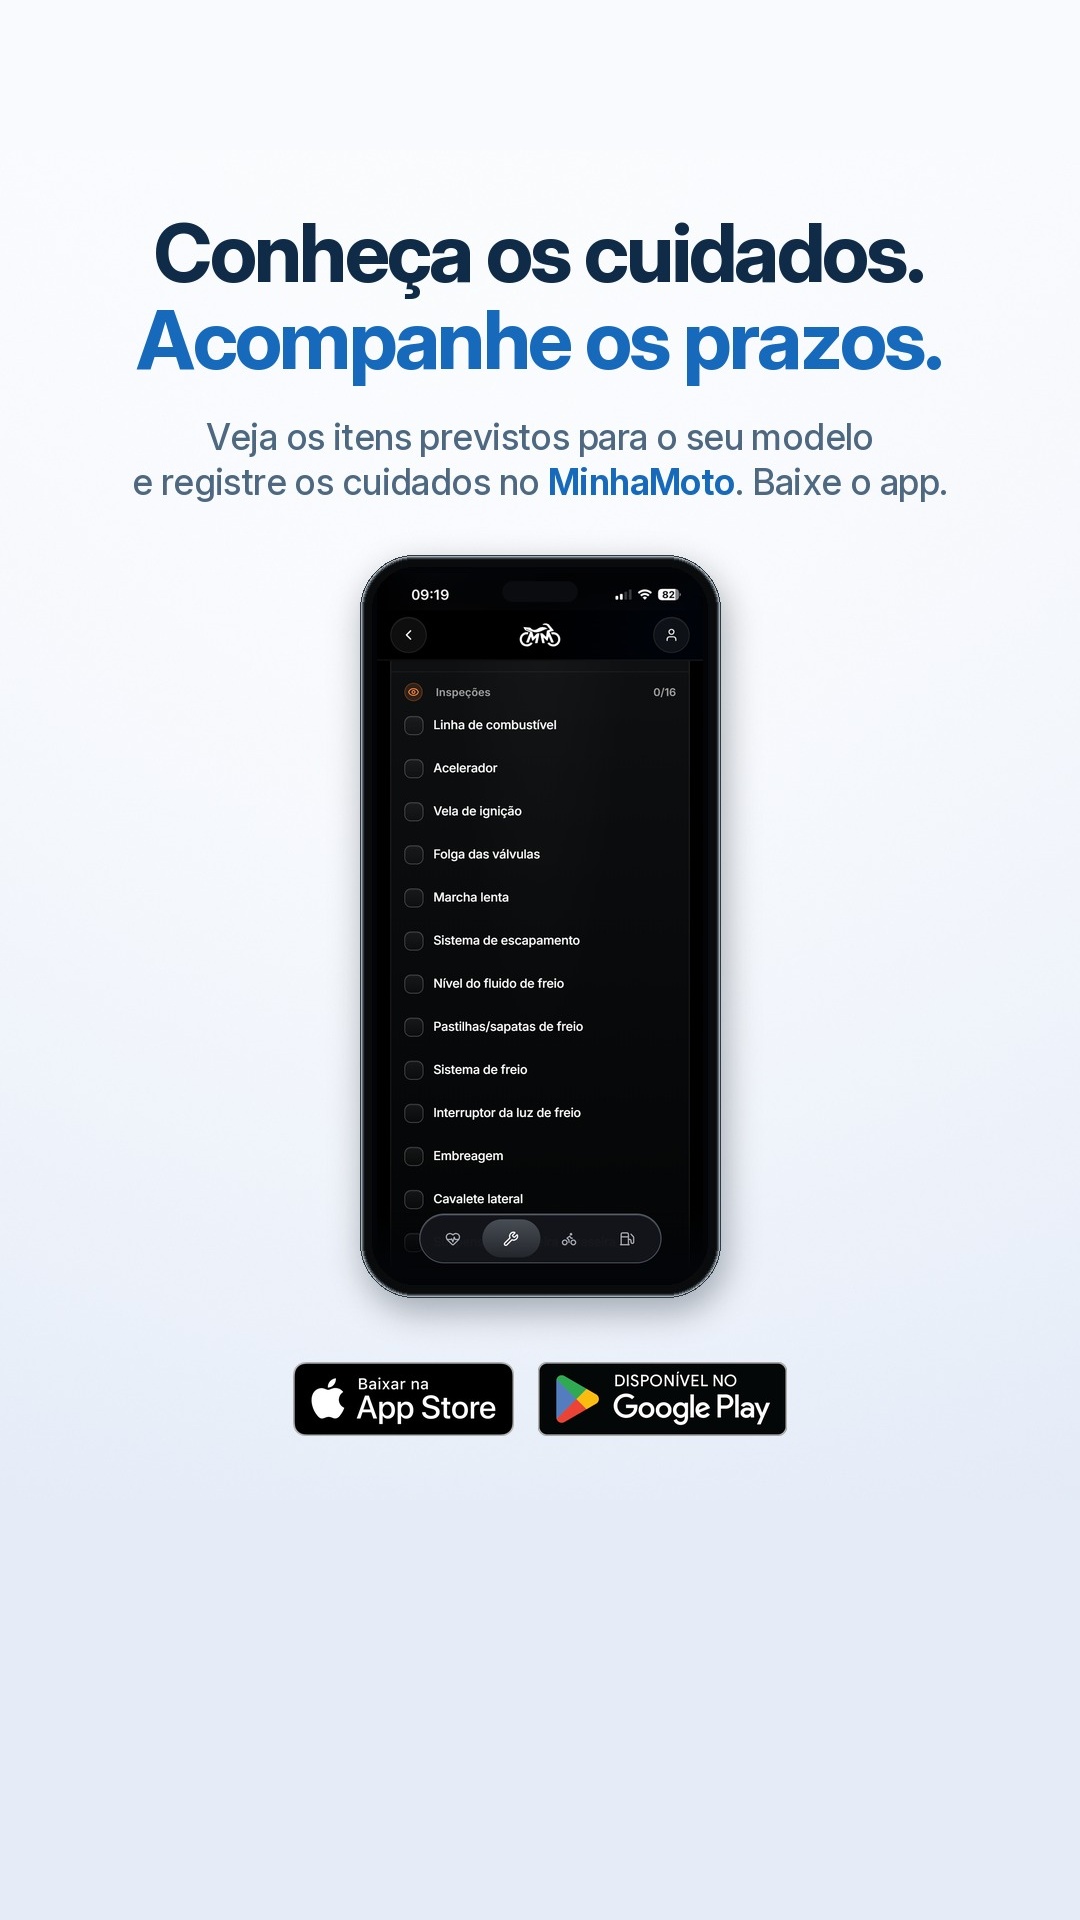 Conheça os cuidados.
Acompanhe os prazos.
Veja os itens previstos para o seu modelo
e registre os cuidados no MinhaMoto. Baixe o app.
09:19
82
MM
Inspeções 0/16
Linha de combustível
Acelerador
Vela de ignição
Folga das válvulas
Marcha lenta
Sistema de escapamento
Nível do fluido de freio
Pastilhas/sapatas de freio
Sistema de freio
Interruptor da luz de freio
Embreagem
Cavalete lateral
Baixar na
App Store
DISPONÍVEL NO
Google Play